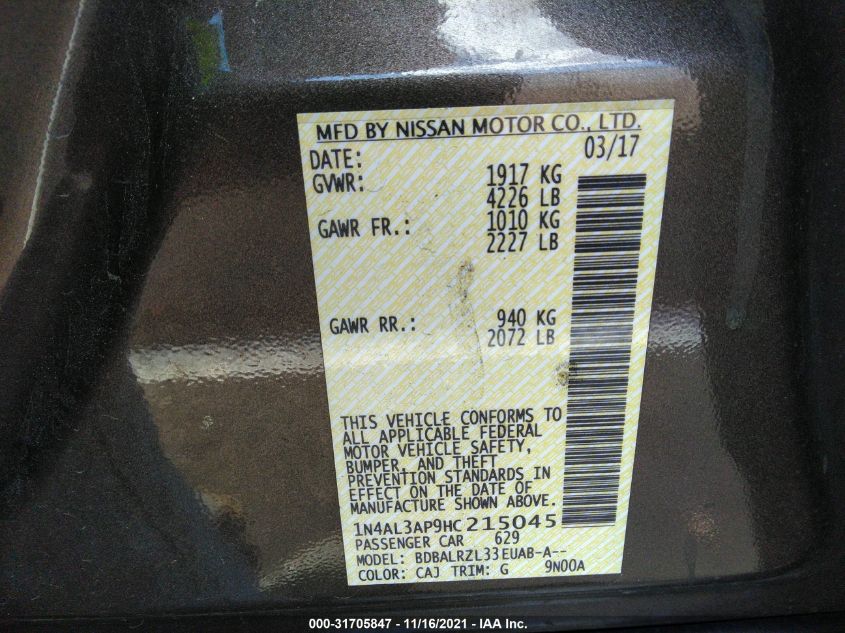 MFD BY NISSAN MOTOR CO., LTD.
DATE: 03/17
GVWR: 1917 KG
4226 LB
GAWR FR.: 1010 KG
2227 LB
GAWR RR.: 940 KG
2072 LB
THIS VEHICLE CONFORMS TO
ALL APPLICABLE FEDERAL
MOTOR VEHICLE SAFETY,
BUMPER, AND THEFT
PREVENTION STANDARDS IN
EFFECT ON THE DATE OF
MANUFACTURE SHOWN ABOVE.
1N4AL3AP9HC215045
PASSENGER CAR 629
MODEL: BDBALRZL33EUAB-A--
COLOR: CAJ TRIM: G 9N00A
000-31705847 - 11/16/2021 - IAA Inc.